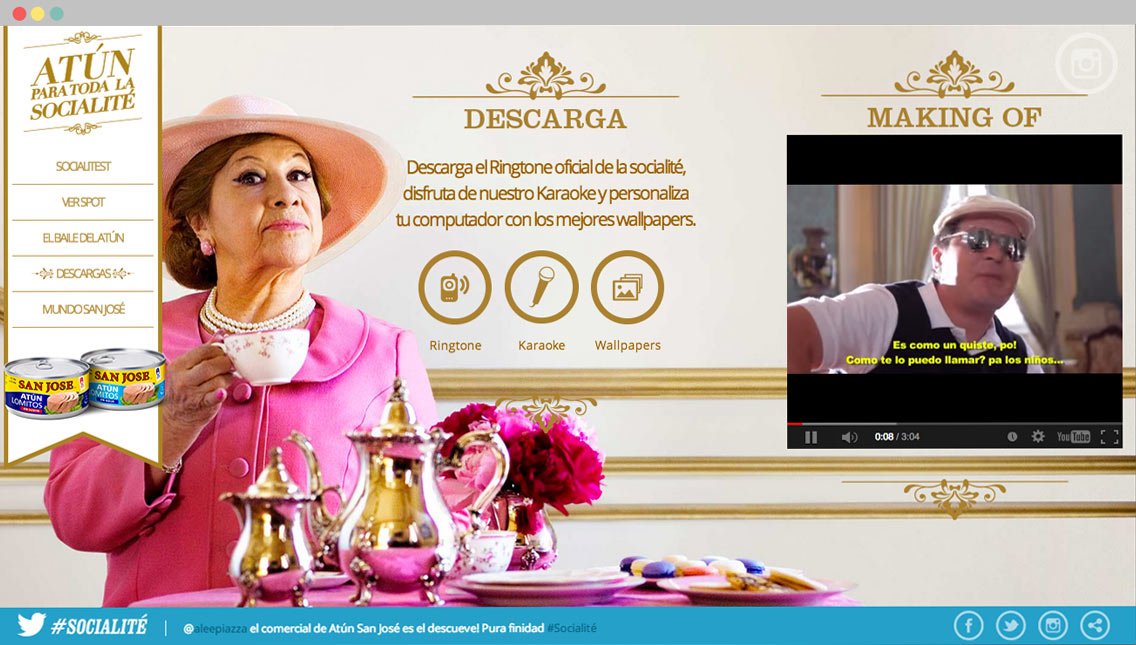 ATÚN
PARA TODA LA
SOCIALITÉ
SOCIALITEST
VER SPOT
EL BAILE DEL ATÚN
DESCARGAS
MUNDO SAN JOSÉ
SAN JOSE
ATÚN
LOMITOS
SAN JOSE
ATÚN
LOMITOS
DESCARGA
Descarga el Ringtone oficial de la socialité,
disfruta de nuestro Karaoke y personaliza
tu computador con los mejores wallpapers.
Ringtone Karaoke Wallpapers
MAKING OF
Es como un quiste, po!
Como te lo puedo llamar? pa los niños...
0:08 / 3:04 YouTube
#SOCIALITÉ | @aleepiazza el comercial de Atún San José es el descueve! Pura finidad #Socialité